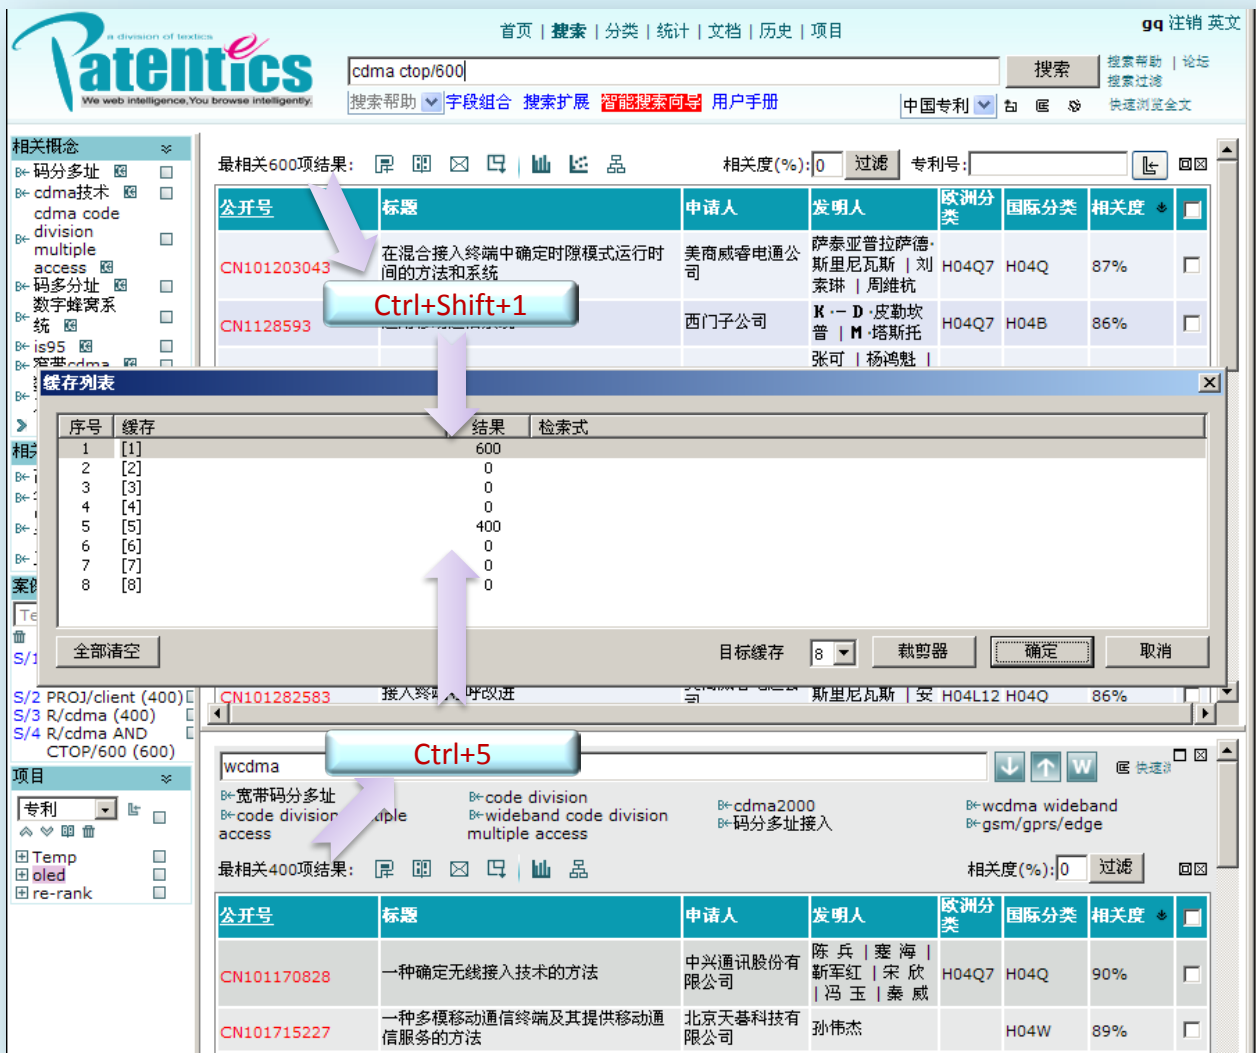 a division of textics
Patentics
We web intelligence,You browse intelligently.
首页 | 搜索 | 分类 | 统计 | 文档 | 历史 | 项目
gq 注销 英文
cdma ctop/600
搜索
搜索帮助 | 论坛
搜索过滤
搜索帮助 字段组合 搜索扩展 智能搜索向导 用户手册
中国专利
快速浏览全文
相关概念
码分多址
cdma技术
cdma code
division
multiple
access
码多分址
数字蜂窝系
统
is95
宽带cdma
最相关600项结果:
相关度(%): 0 过滤 专利号:
公开号 标题 申请人 发明人 欧洲分类 国际分类 相关度
CN101203043 在混合接入终端中确定时隙模式运行时间的方法和系统 美商威睿电通公司 萨泰亚普拉萨德·斯里尼瓦斯 | 刘索琳 | 周维杭 H04Q7 H04Q 87%
Ctrl+Shift+1
CN1128593 西门子公司 K·-D·皮勒坎普 | M·塔斯托 H04Q7 H04B 86%
张可 | 杨鸿魁 |
缓存列表
序号 缓存 结果 检索式
1 [1] 600
2 [2] 0
3 [3] 0
4 [4] 0
5 [5] 400
6 [6] 0
7 [7] 0
8 [8] 0
全部清空 目标缓存 8 裁剪器 确定 取消
S/2 PROJ/client (400)
S/3 R/cdma (400)
S/4 R/cdma AND
CTOP/600 (600)
CN101282583 斯里尼瓦斯 | 安 H04L12 H04Q 86%
项目
专利
Temp
oled
re-rank
Ctrl+5
wcdma
W
宽带码分多址
code division
access
code division
wideband code division
multiple access
cdma2000
码分多址接入
wcdma wideband
gsm/gprs/edge
最相关400项结果:
相关度(%): 0 过滤
公开号 标题 申请人 发明人 欧洲分类 国际分类 相关度
CN101170828 一种确定无线接入技术的方法 中兴通讯股份有限公司 陈 兵 | 蹇 海 | 靳军红 | 宋 欣 | 冯 玉 | 秦 威 H04Q7 H04Q 90%
CN101715227 一种多模移动通信终端及其提供移动通信服务的方法 北京天碁科技有限公司 孙伟杰 H04W 89%